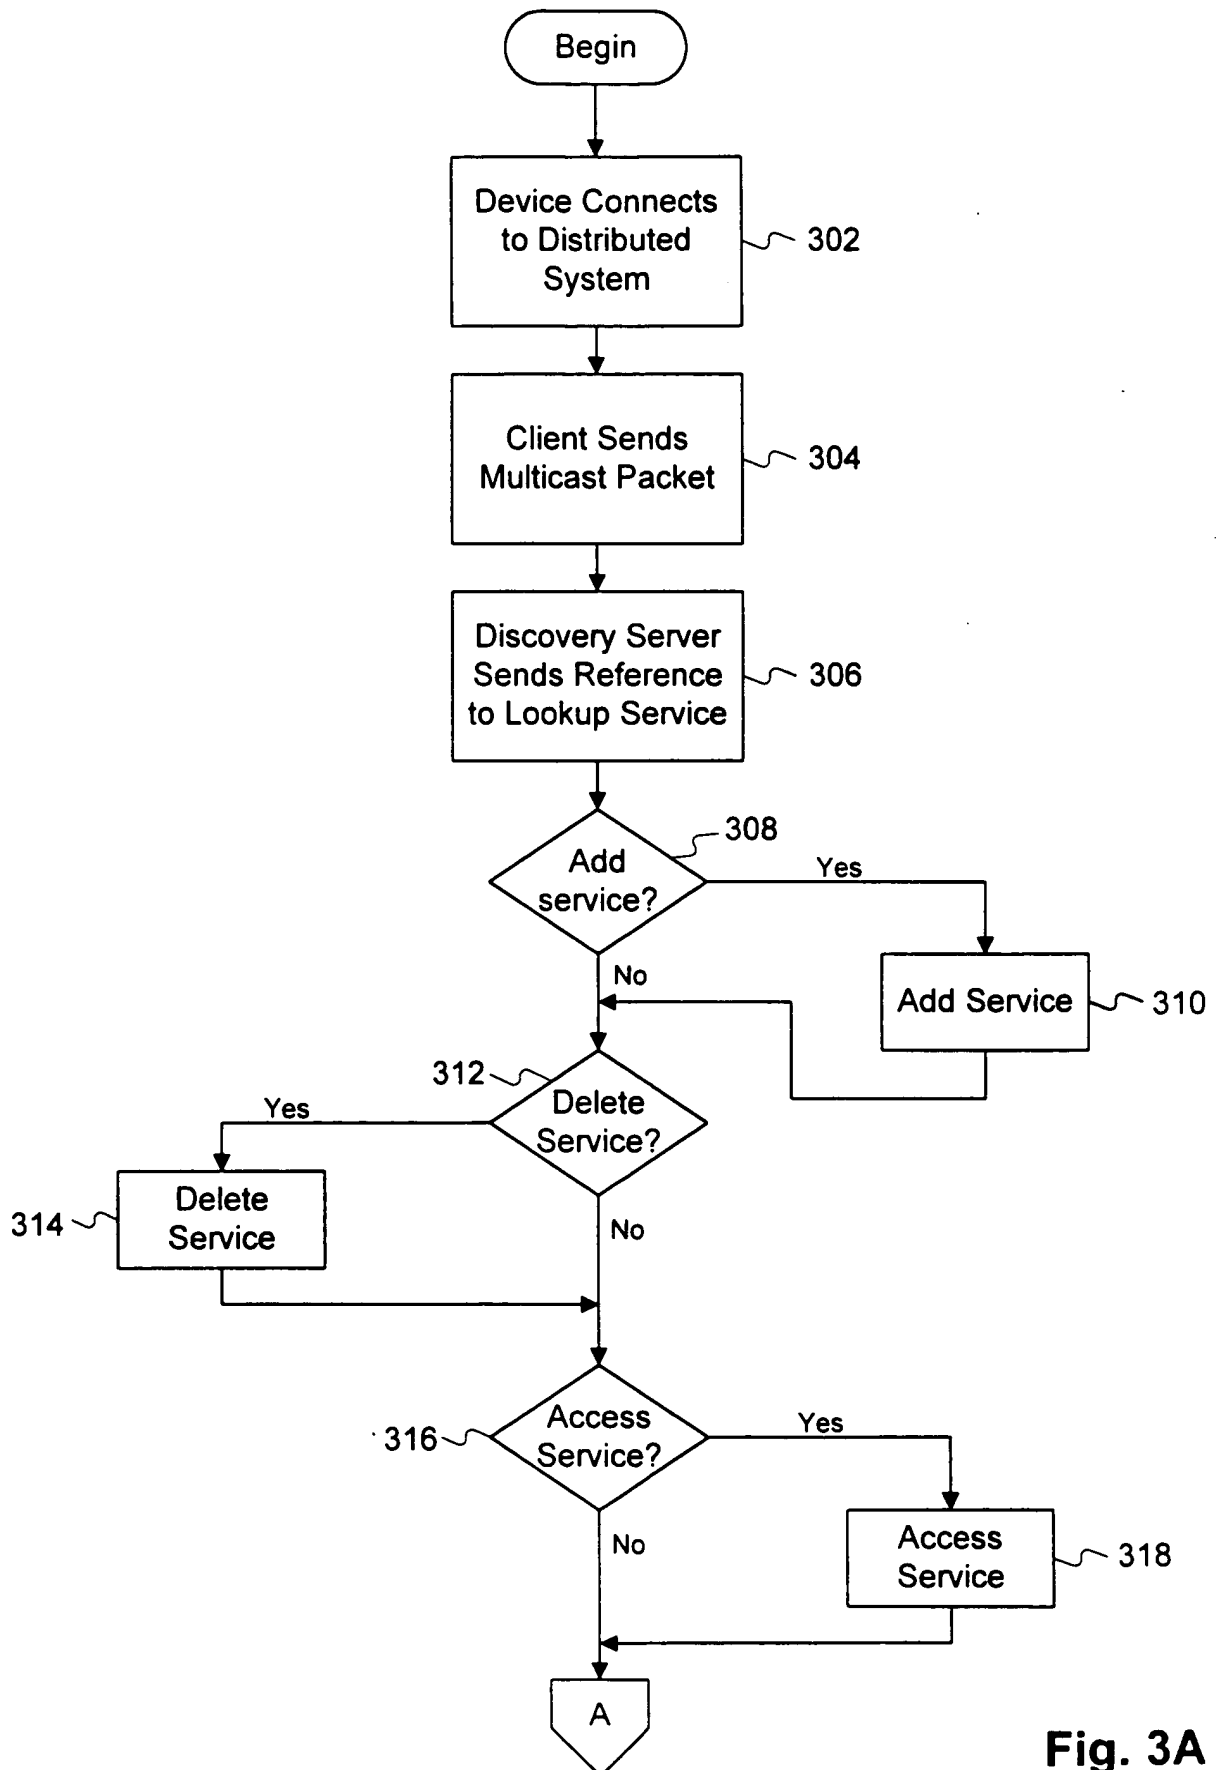 Begin
Device Connects
to Distributed
System
302
Client Sends
Multicast Packet
304
Discovery Server
Sends Reference
to Lookup Service
306
308
Add
service?
Yes
No
Add Service
310
312
Delete
Service?
Yes
No
Delete
Service
314
Access
Service?
316
Yes
No
Access
Service
318
A
Fig. 3A